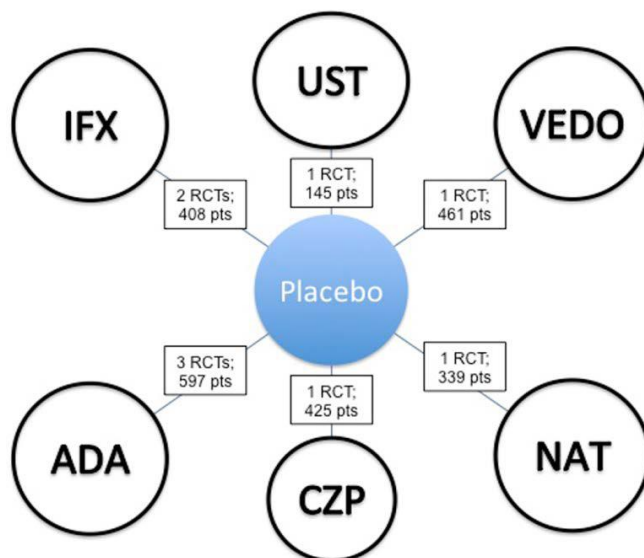 UST
IFX
VEDO
1 RCT;
145 pts
2 RCTs;
408 pts
1 RCT;
461 pts
Placebo
3 RCTs;
597 pts
1 RCT;
425 pts
1 RCT;
339 pts
ADA
CZP
NAT